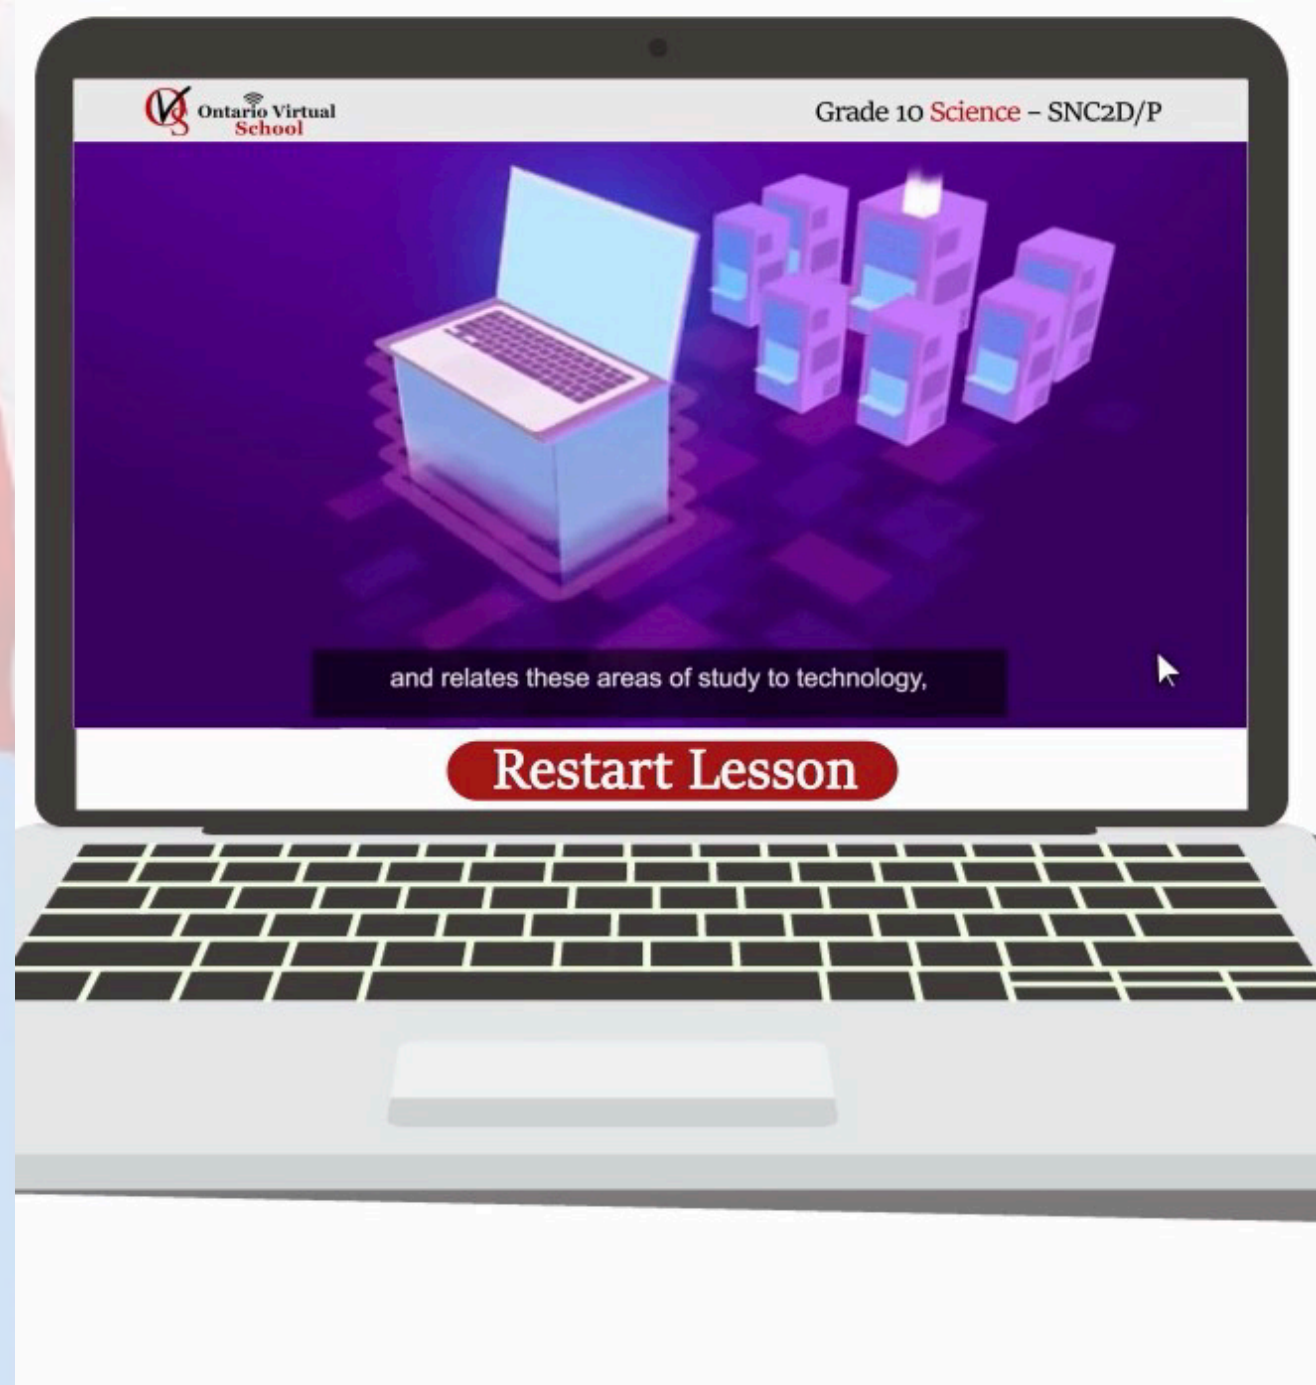 Ontario Virtual
School
Grade 10 Science – SNC2D/P
and relates these areas of study to technology,
Restart Lesson